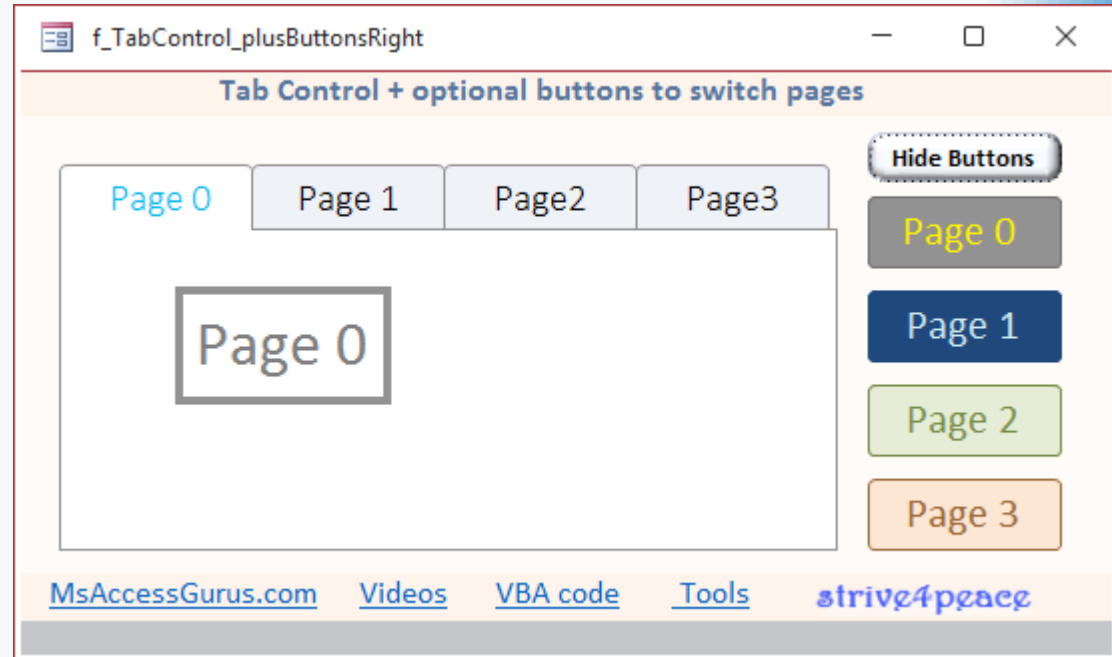 f_TabControl_plusButtonsRight
Tab Control + optional buttons to switch pages
Hide Buttons
Page 0 Page 1 Page2 Page3
Page 0
Page 0
Page 1
Page 2
Page 3
MsAccessGurus.com Videos VBA code Tools strive4peace